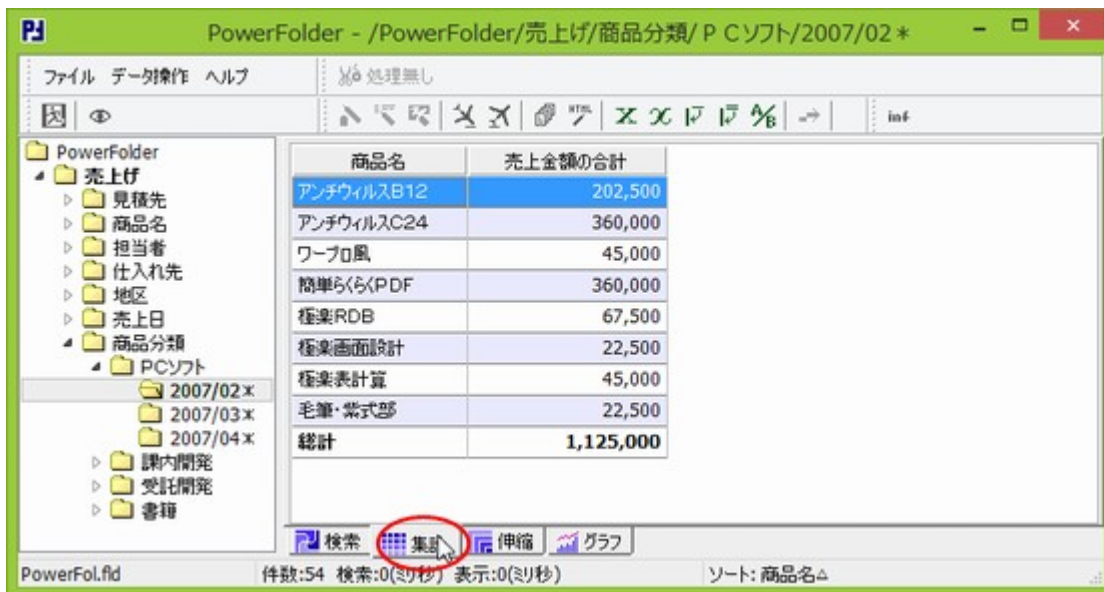 PowerFolder - /PowerFolder/売上げ/商品分類/ＰＣソフト/2007/02 *
ファイル データ操作 ヘルプ 処理無し
HTML A/B inf
PowerFolder
売上げ
見積先
商品名
担当者
仕入れ先
地区
売上日
商品分類
PCソフト
2007/02*
2007/03*
2007/04*
課内開発
受託開発
書籍
商品名 売上金額の合計
アンチウィルスB12 202,500
アンチウィルスC24 360,000
ワープロ風 45,000
簡単らくらくPDF 360,000
極楽RDB 67,500
極楽画面設計 22,500
極楽表計算 45,000
毛筆・紫式部 22,500
総計 1,125,000
検索 集計 伸縮 グラフ
PowerFol.fld 件数:54 検索:0(ミリ秒) 表示:0(ミリ秒) ソート: 商品名△